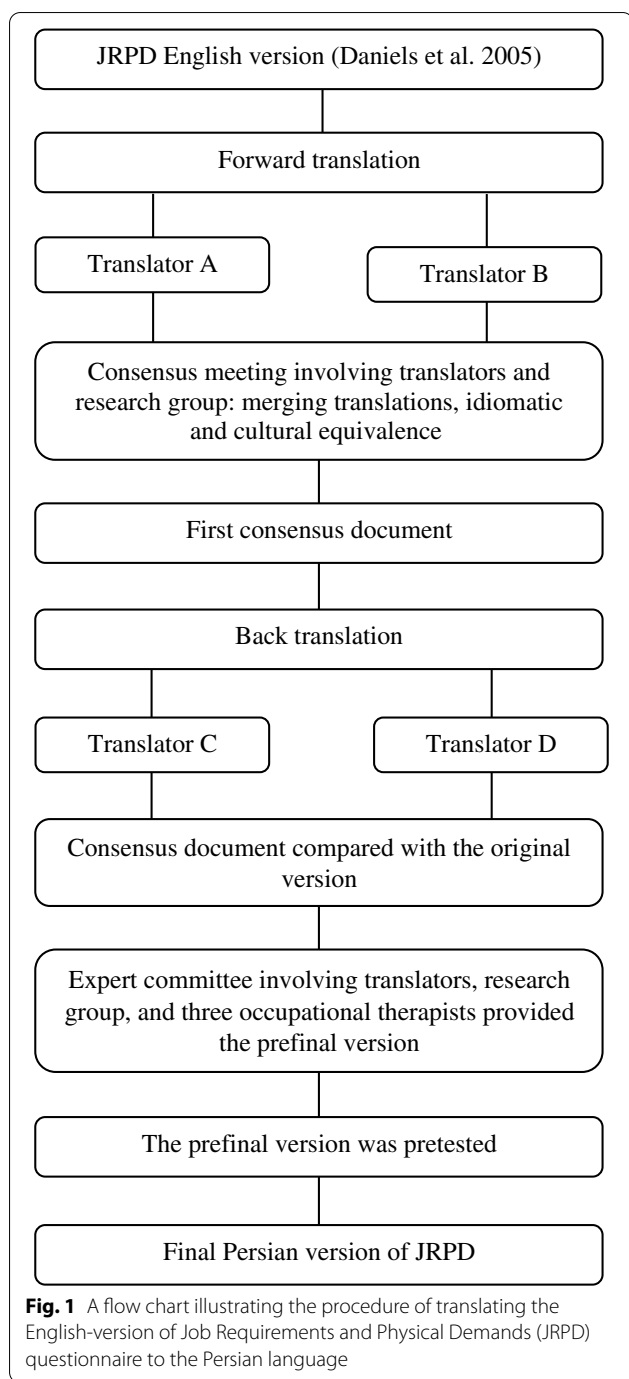 JRPD English version (Daniels et al. 2005)
Forward translation
Translator A
Translator B
Consensus meeting involving translators and
research group: merging translations, idiomatic
and cultural equivalence
First consensus document
Back translation
Translator C
Translator D
Consensus document compared with the original
version
Expert committee involving translators, research
group, and three occupational therapists provided
the prefinal version
The prefinal version was pretested
Final Persian version of JRPD
Fig. 1 A flow chart illustrating the procedure of translating the
English-version of Job Requirements and Physical Demands (JRPD)
questionnaire to the Persian language